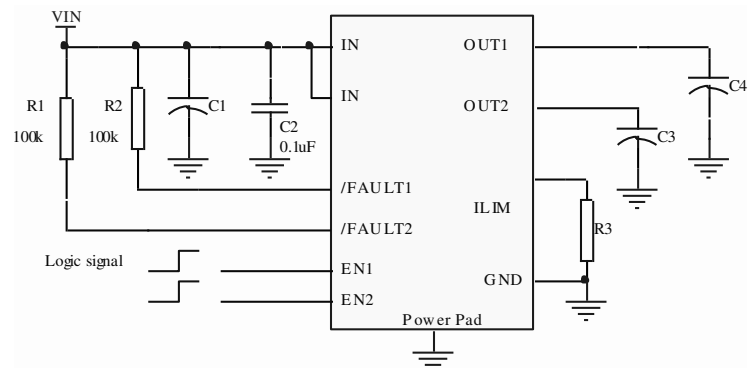 VIN
IN
OUT1
C4
R1
R2
C1
IN
OUT2
100k
100k
C2
0.1uF
C3
/FAULT1
ILIM
R3
/FAULT2
Logic signal
EN1
GND
EN2
Power Pad